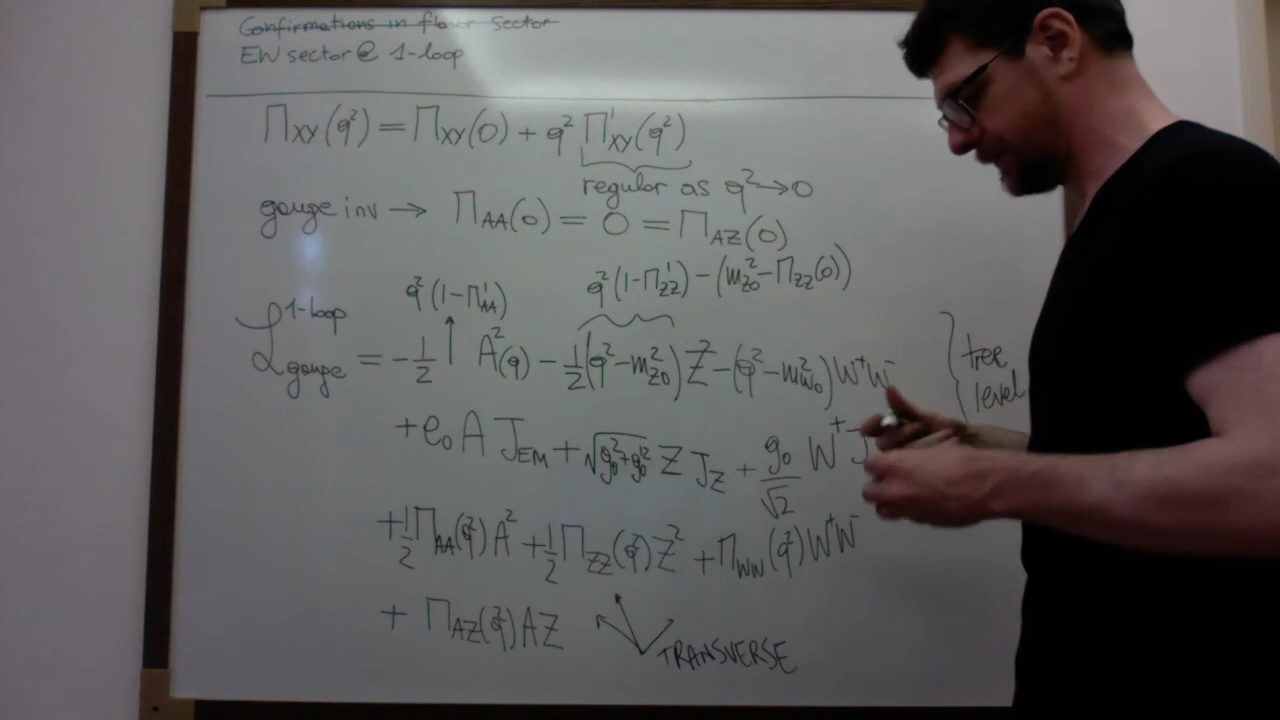 Confirmations in flavor sector
EW sector @ 1-loop
Π_XY(q²) = Π_XY(0) + q² Π'_XY(q²)
regular as q²→0
gauge inv → Π_AA(0) = 0 = Π_AZ(0)
q²(1-Π'_AA) q²(1-Π'_ZZ) - (m²_Z0 - Π_ZZ(0))
L^1-loop_gauge = -1/2 ↑ A²(q) - 1/2(q²-m²_Z0) Z² - (q²-m²_W0) W⁺W⁻ } tree level
+ e₀ A J_EM + √(g₀²+g₀'²) Z J_Z + g₀/√2 W⁺ J
+ 1/2 Π_AA(q²) A² + 1/2 Π_ZZ(q²) Z² + Π_WW(q²) W⁺W⁻
+ Π_AZ(q²) AZ
TRANSVERSE